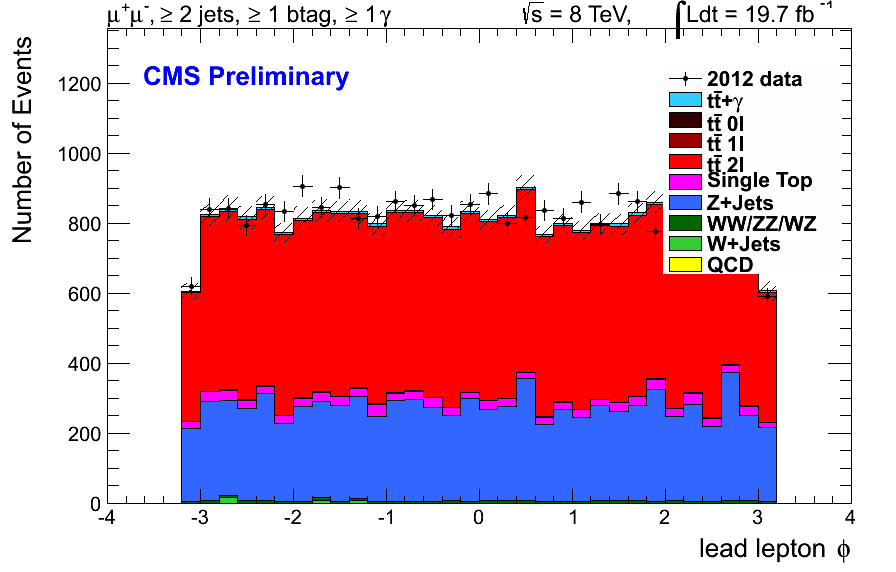 μ⁺μ⁻, ≥ 2 jets, ≥ 1 btag, ≥ 1 γ √s = 8 TeV, ∫Ldt = 19.7 fb⁻¹
CMS Preliminary
Number of Events
1200
1000
800
600
400
200
0
2012 data
tt̄+γ
tt̄ 0l
tt̄ 1l
tt̄ 2l
Single Top
Z+Jets
WW/ZZ/WZ
W+Jets
QCD
-4 -3 -2 -1 0 1 2 3 4
lead lepton ϕ